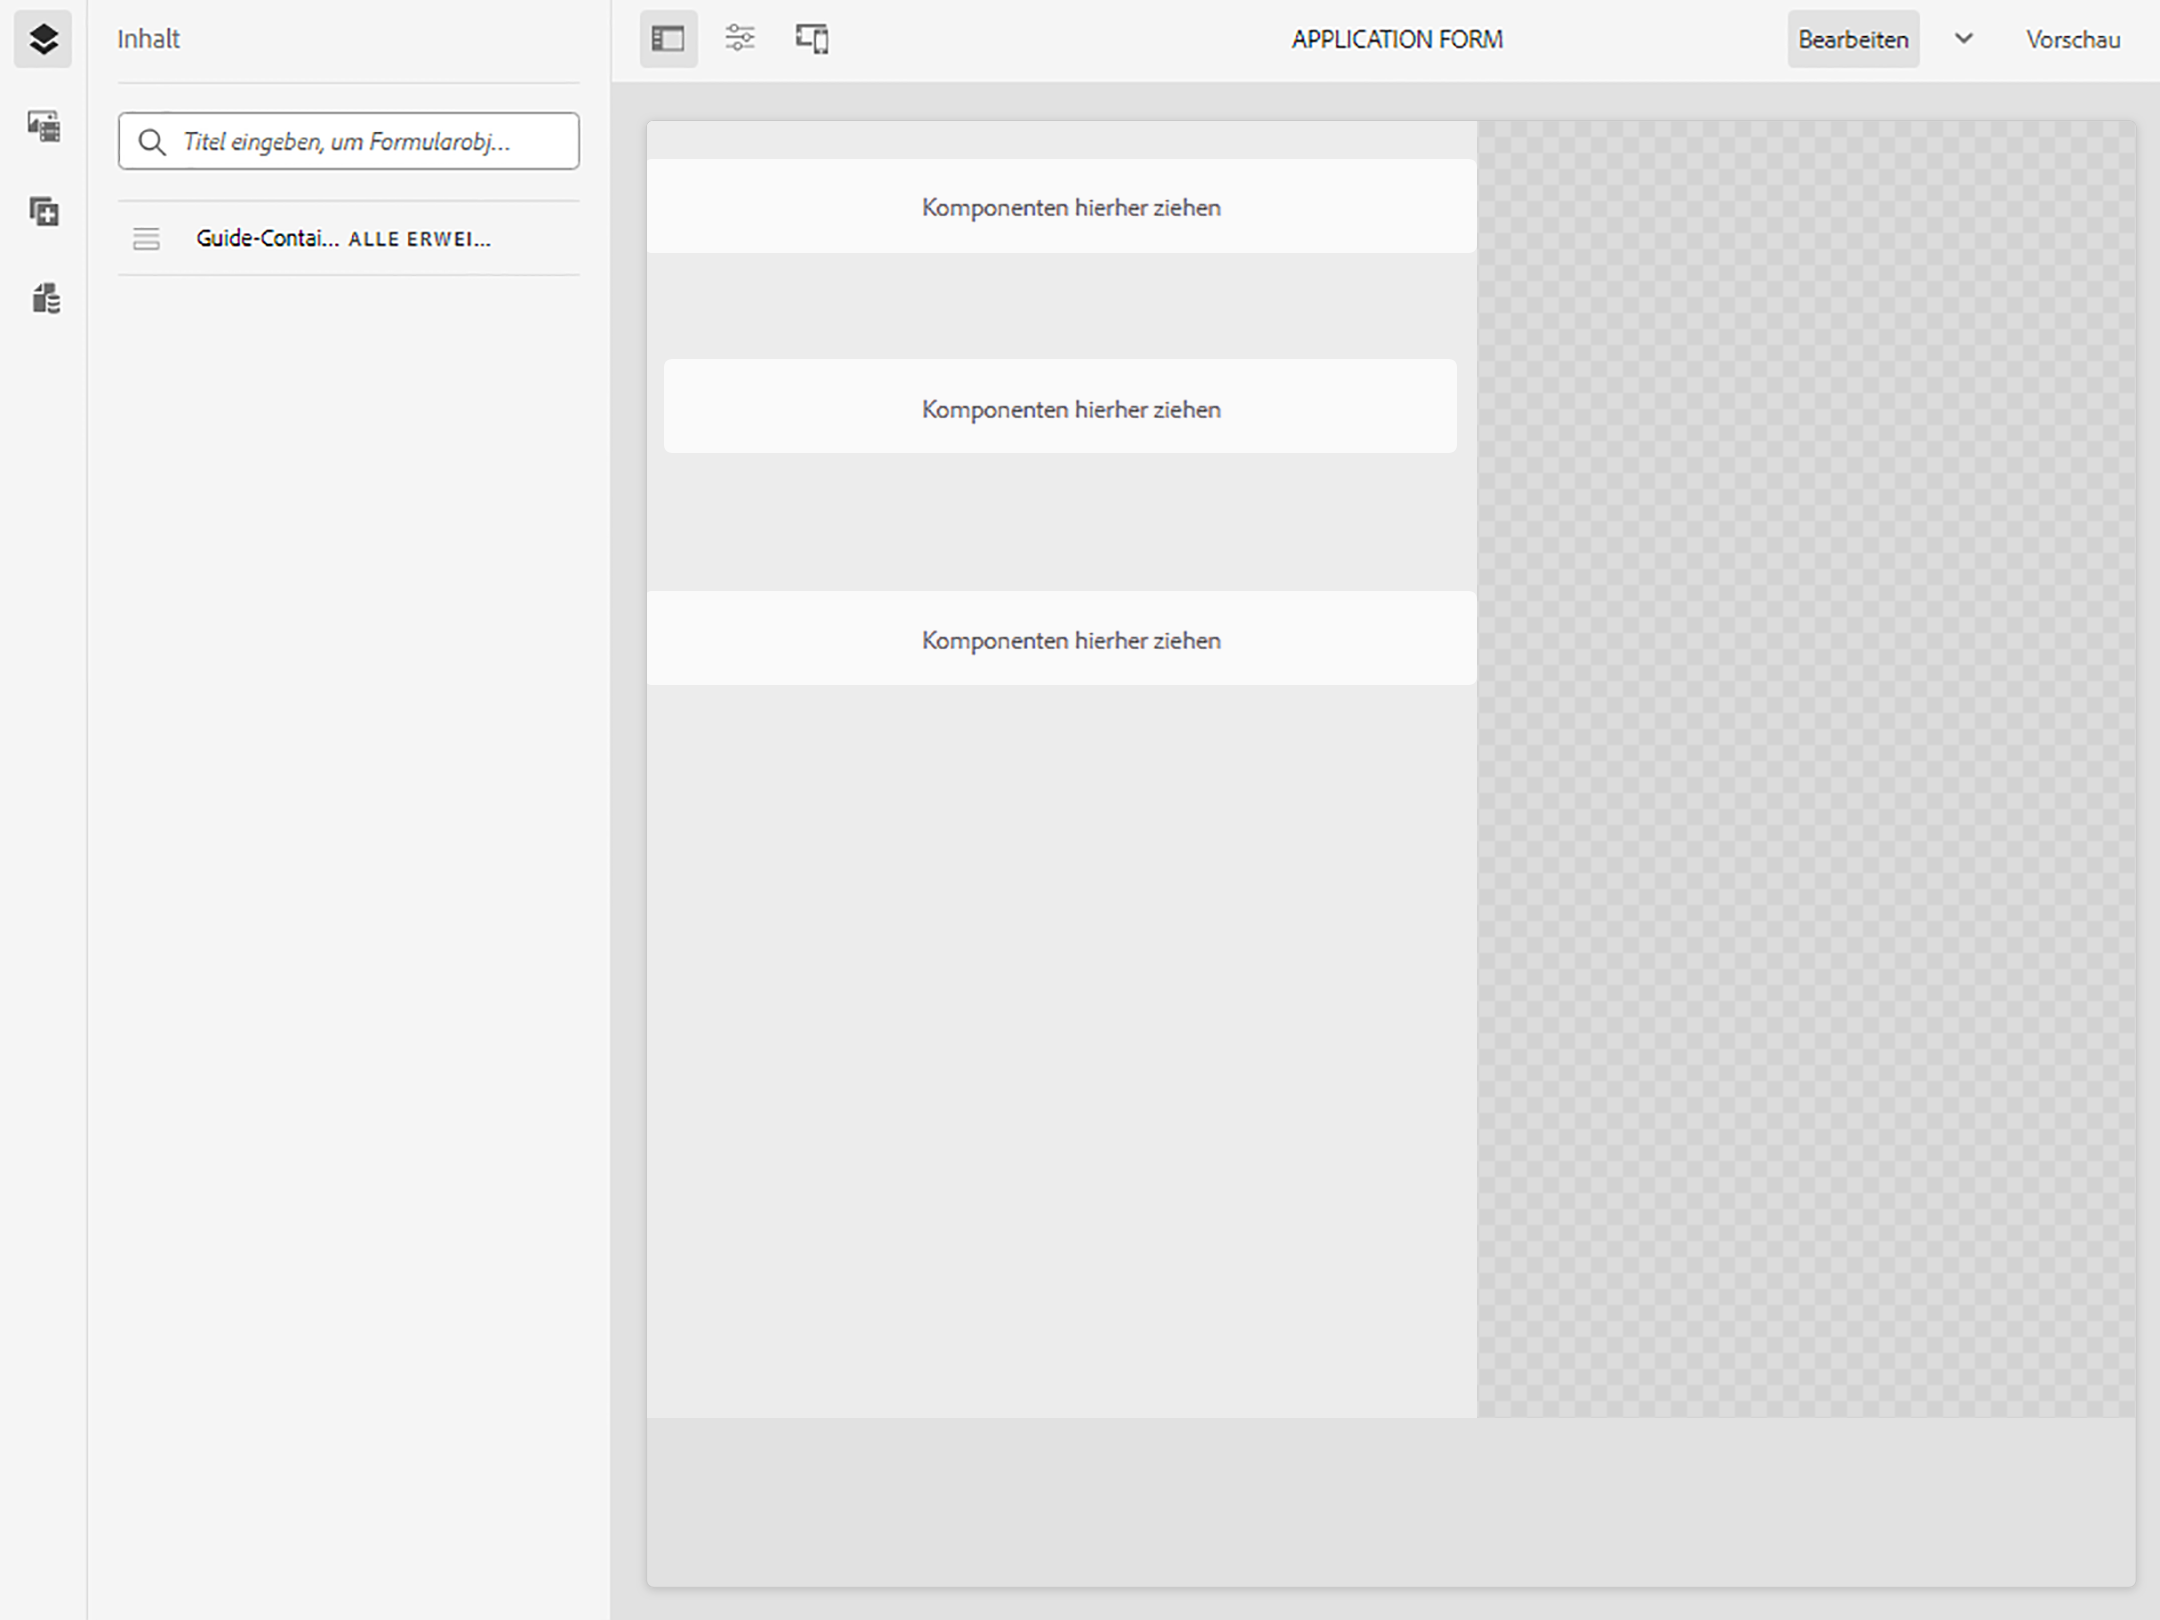 Inhalt
APPLICATION FORM
Bearbeiten
Vorschau
Titel eingeben, um Formularobj...
Guide-Contai... ALLE ERWEI...
Komponenten hierher ziehen
Komponenten hierher ziehen
Komponenten hierher ziehen